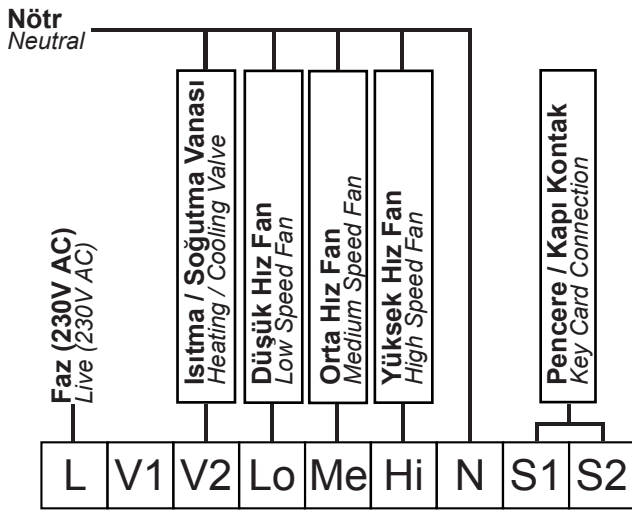 Nötr
Neutral
Faz (230V AC)
Live (230V AC)
Isıtma / Soğutma Vanası
Heating / Cooling Valve
Düşük Hız Fan
Low Speed Fan
Orta Hız Fan
Medium Speed Fan
Yüksek Hız Fan
High Speed Fan
Pencere / Kapı Kontak
Key Card Connection
L V1 V2 Lo Me Hi N S1 S2